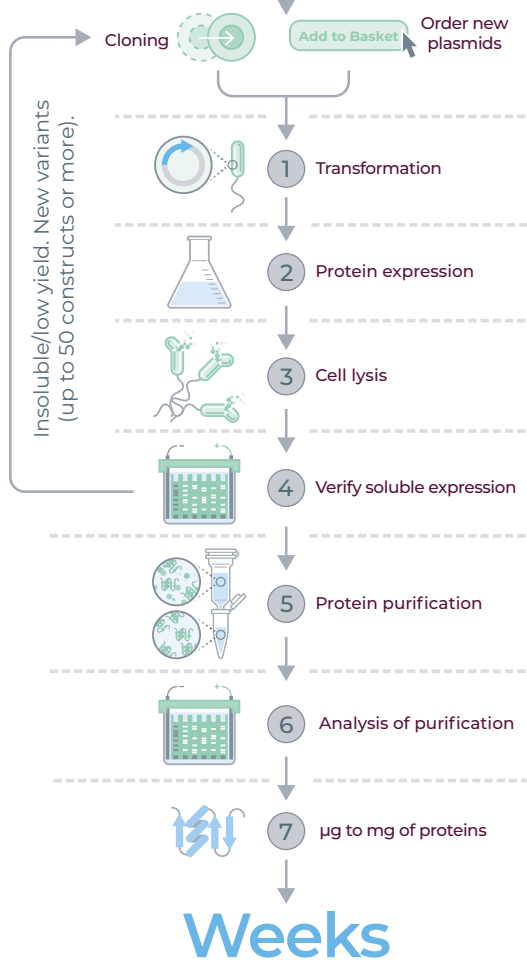 Cloning
Add to Basket
Order new
plasmids
Insoluble/low yield. New variants
(up to 50 constructs or more).
1 Transformation
2 Protein expression
3 Cell lysis
4 Verify soluble expression
5 Protein purification
6 Analysis of purification
7 µg to mg of proteins
Weeks